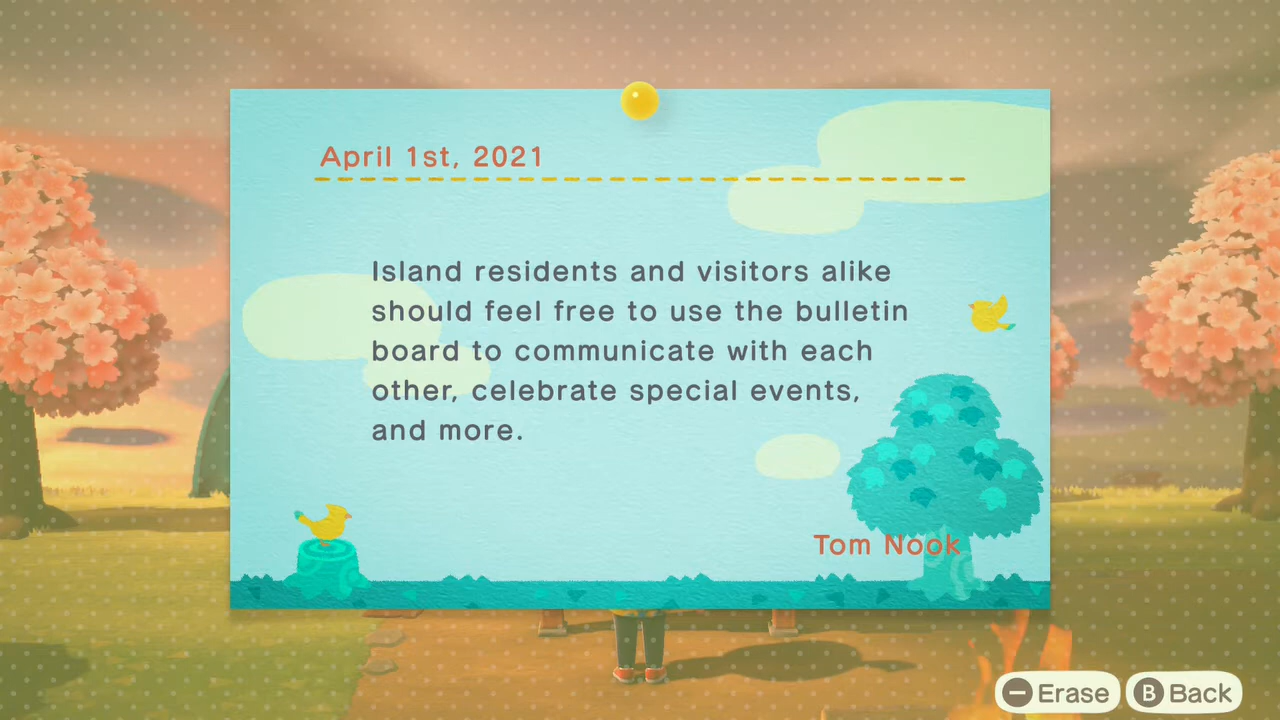 April 1st, 2021
Island residents and visitors alike
should feel free to use the bulletin
board to communicate with each
other, celebrate special events,
and more.
Tom Nook
− Erase B Back